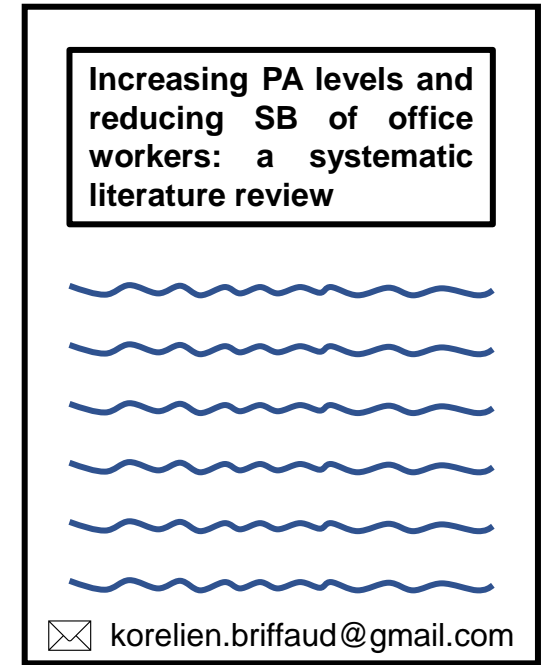 Increasing PA levels and
reducing SB of office
workers: a systematic
literature review
korelien.briffaud@gmail.com